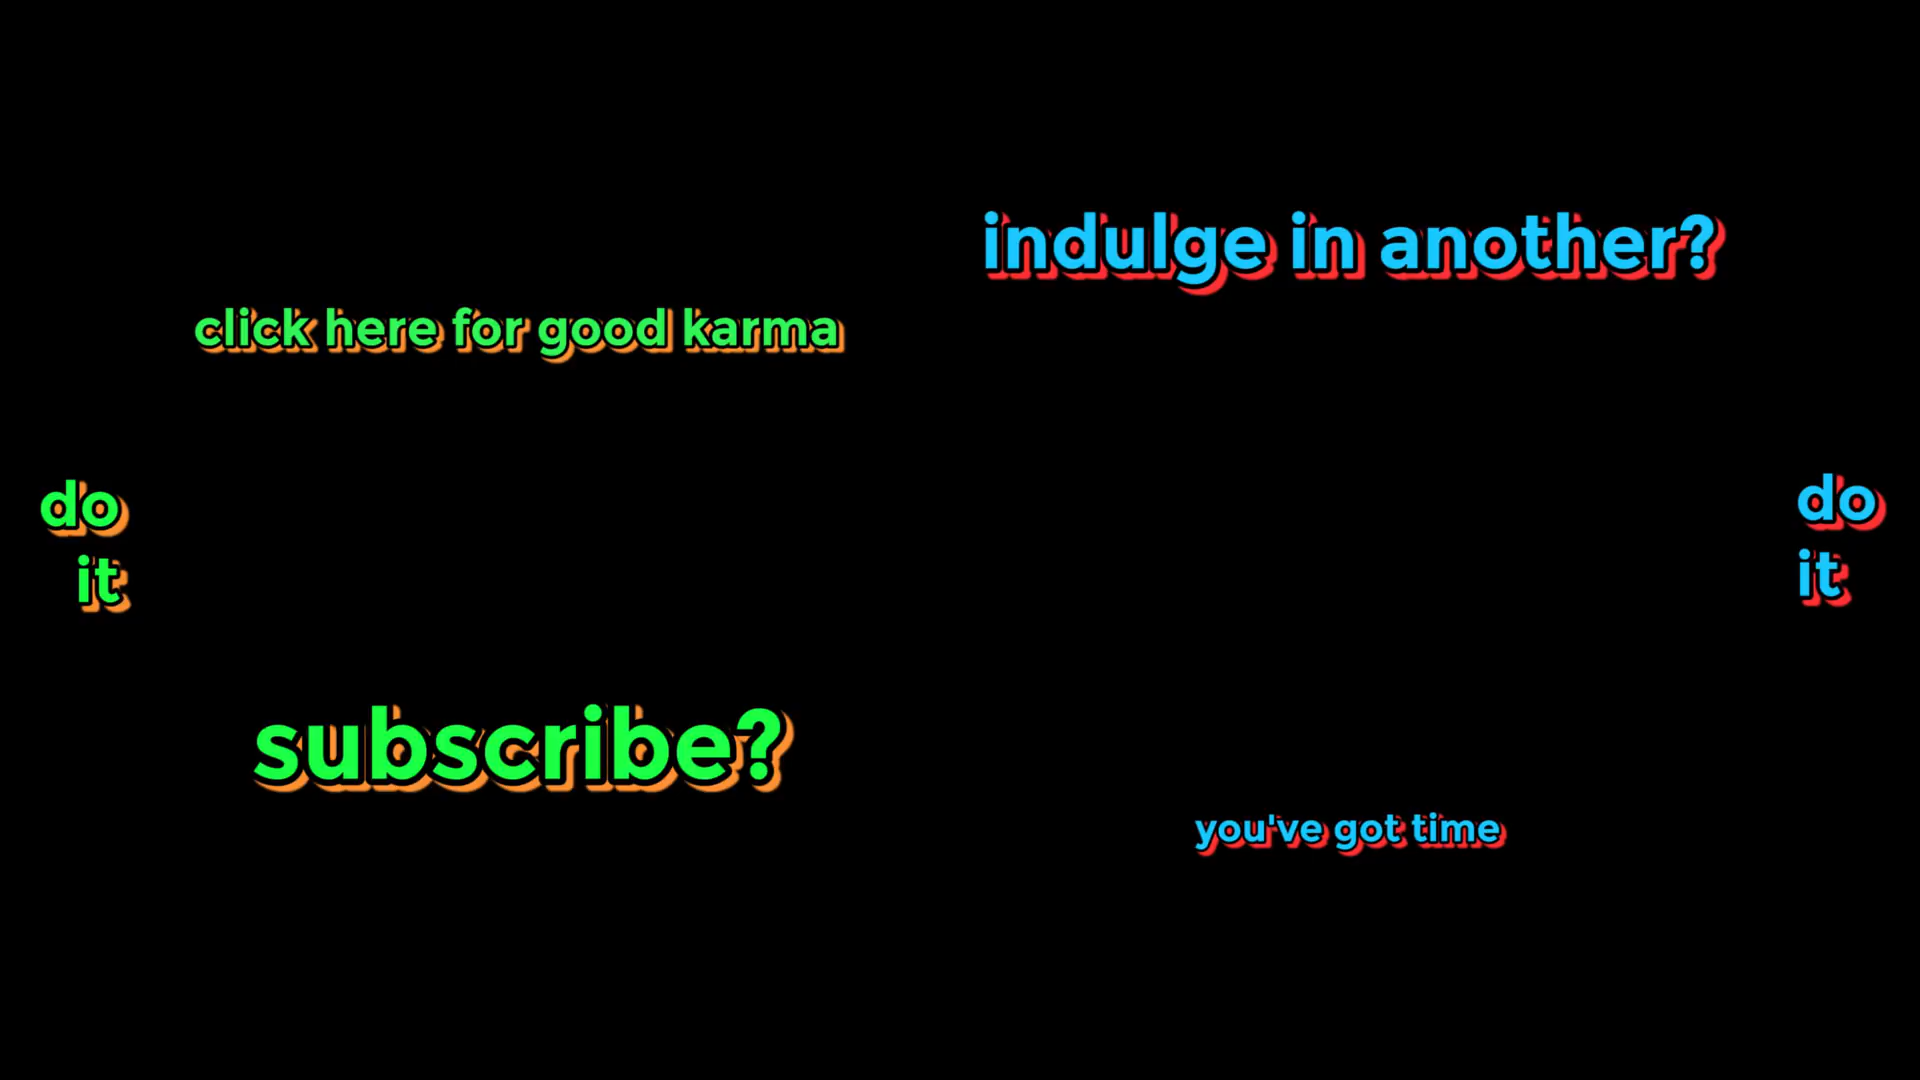 indulge in another?
click here for good karma
do
it
do
it
subscribe?
you've got time